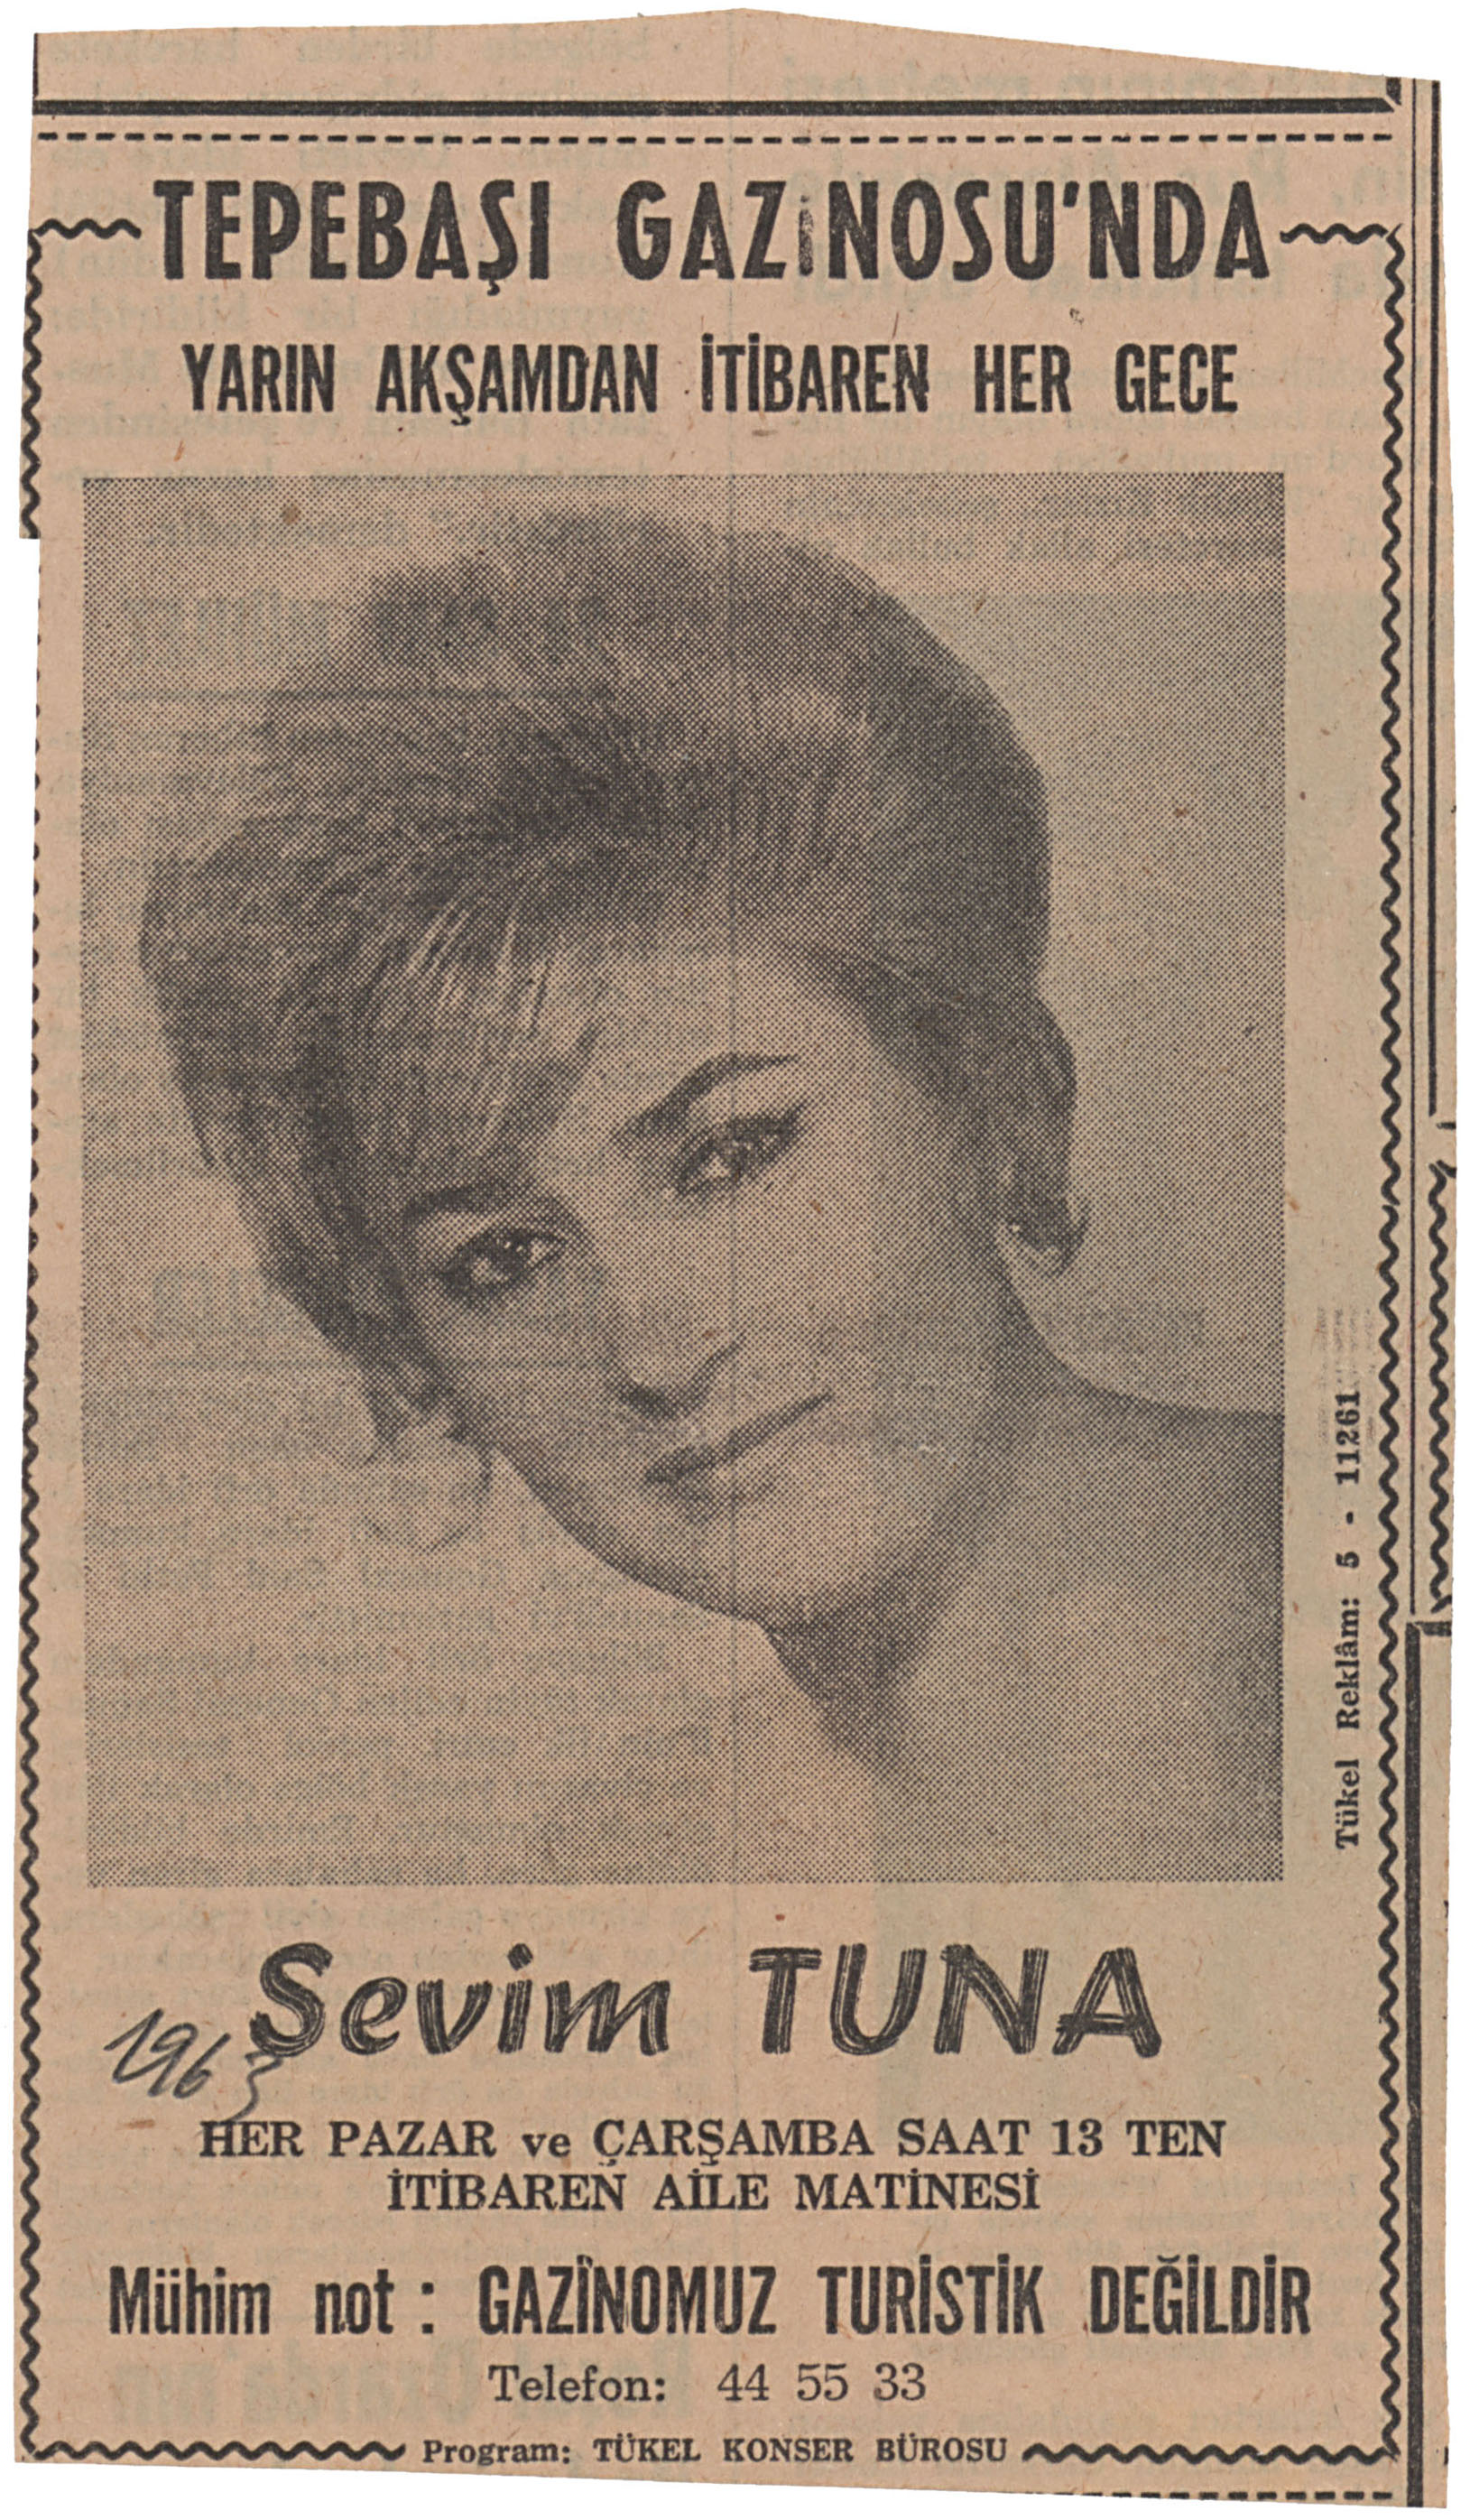 TEPEBAŞI GAZİNOSU'NDA
YARIN AKŞAMDAN İTİBAREN HER GECE
Tükel Reklâm: 5 - 11261
Sevim TUNA
1963
HER PAZAR ve ÇARŞAMBA SAAT 13 TEN
İTİBAREN AİLE MATİNESİ
Mühim not : GAZİNOMUZ TURİSTİK DEĞİLDİR
Telefon: 44 55 33
Program: TÜKEL KONSER BÜROSU